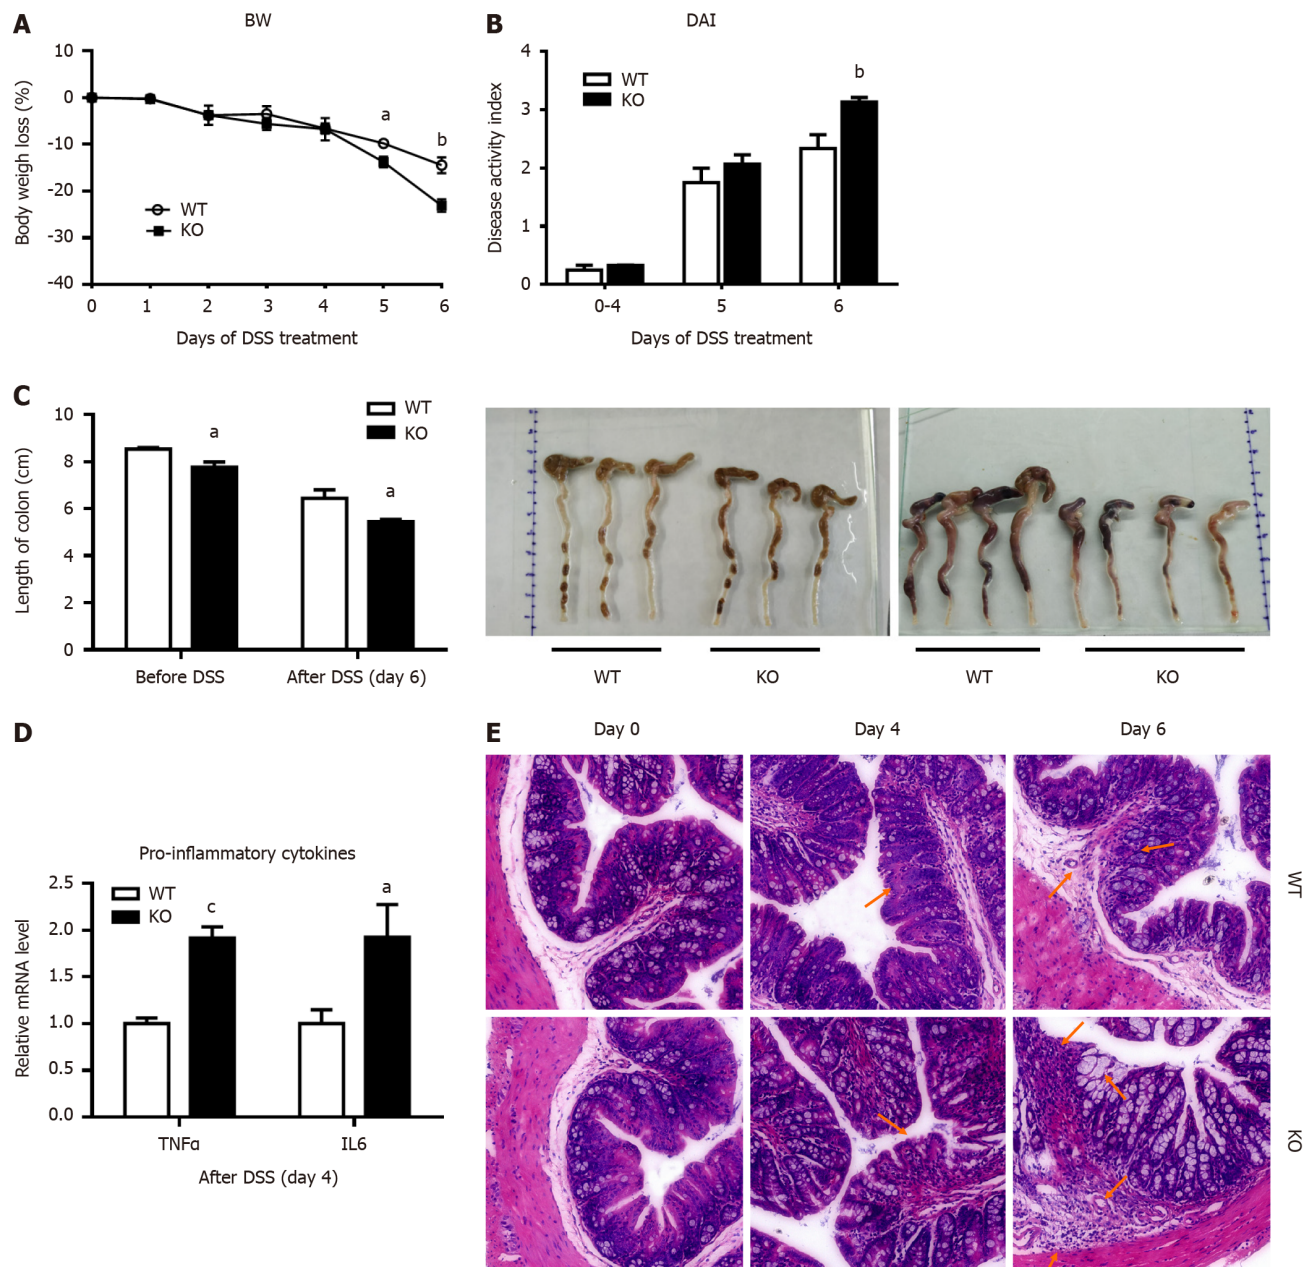 A
BW
10
0
-10
-20
-30
-40
Body weigh loss (%)
a
b
WT
KO
0 1 2 3 4 5 6
Days of DSS treatment
B
DAI
4
3
2
1
0
Disease activity index
WT
KO
b
0-4 5 6
Days of DSS treatment
C
10
8
6
4
2
0
Length of colon (cm)
WT
KO
a
a
Before DSS After DSS (day 6)
WT KO WT KO
D
Pro-inflammatory cytokines
2.5
2.0
1.5
1.0
0.5
0.0
Relative mRNA level
WT
KO
c
a
TNFα IL6
After DSS (day 4)
E
Day 0 Day 4 Day 6
WT
KO